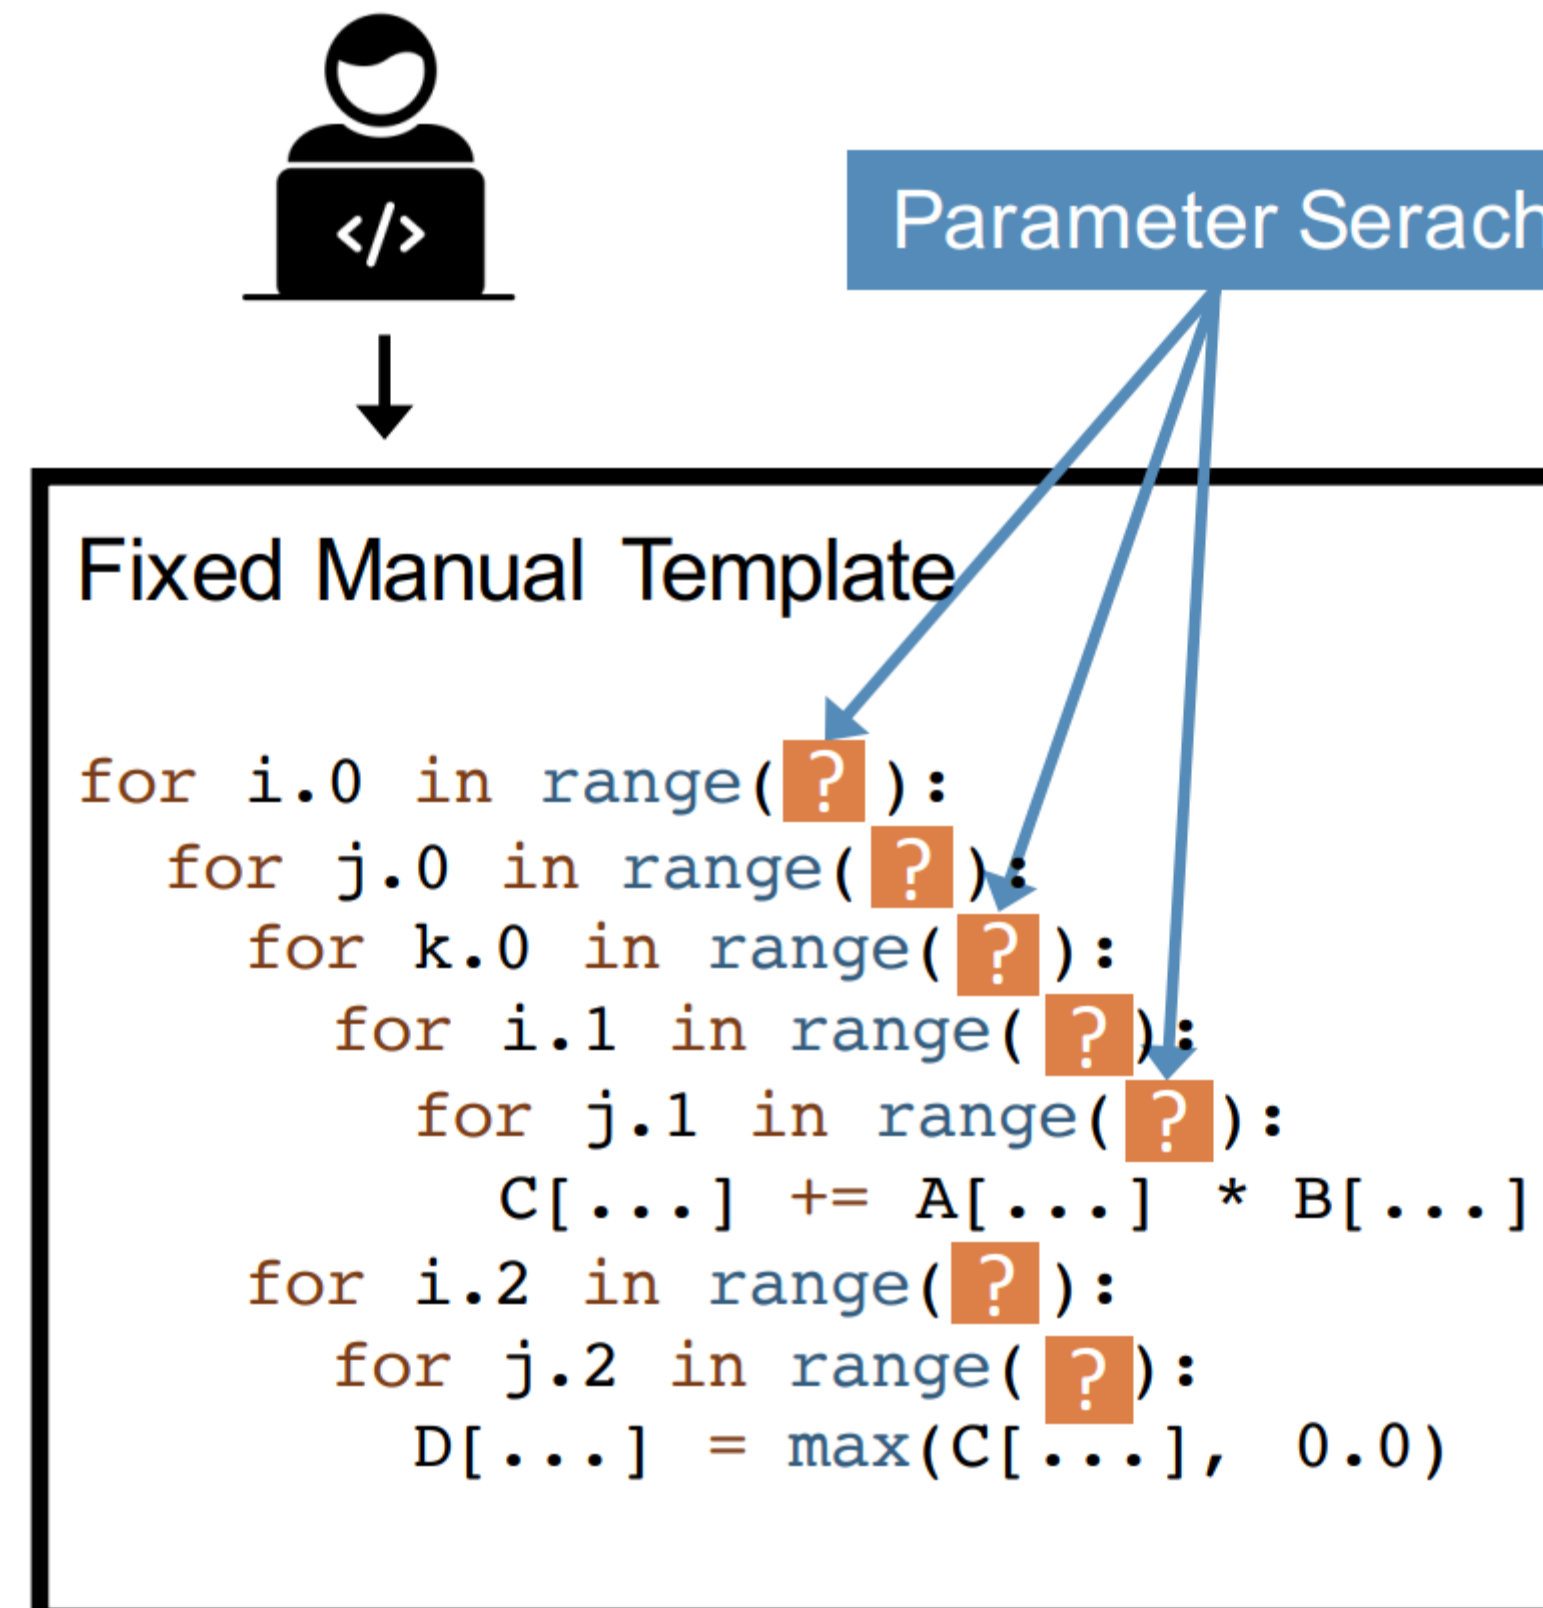 </>
Parameter Serach
Fixed Manual Template
for i.0 in range( ? ):
  for j.0 in range( ? ):
    for k.0 in range( ? ):
      for i.1 in range( ? ):
        for j.1 in range( ? ):
          C[...] += A[...] * B[...]
    for i.2 in range( ? ):
      for j.2 in range( ? ):
        D[...] = max(C[...], 0.0)